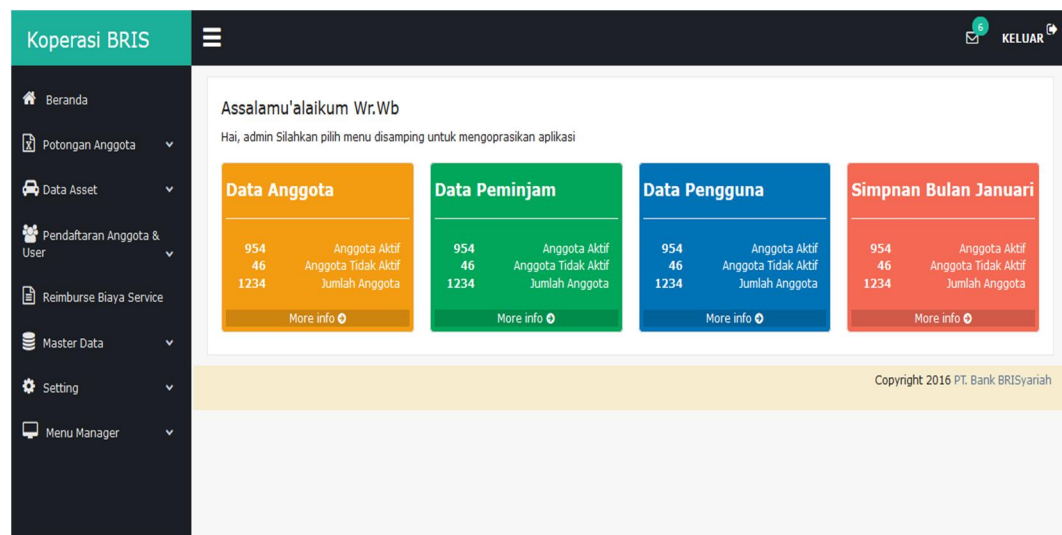 Koperasi BRIS
6
KELUAR
Beranda
Potongan Anggota
Data Asset
Pendaftaran Anggota &
User
Reimburse Biaya Service
Master Data
Setting
Menu Manager
Assalamu'alaikum Wr.Wb
Hai, admin Silahkan pilih menu disamping untuk mengoprasikan aplikasi
Data Anggota
954 Anggota Aktif
46 Anggota Tidak Aktif
1234 Jumlah Anggota
More info
Data Peminjam
954 Anggota Aktif
46 Anggota Tidak Aktif
1234 Jumlah Anggota
More info
Data Pengguna
954 Anggota Aktif
46 Anggota Tidak Aktif
1234 Jumlah Anggota
More info
Simpnan Bulan Januari
954 Anggota Aktif
46 Anggota Tidak Aktif
1234 Jumlah Anggota
More info
Copyright 2016 PT. Bank BRISyariah